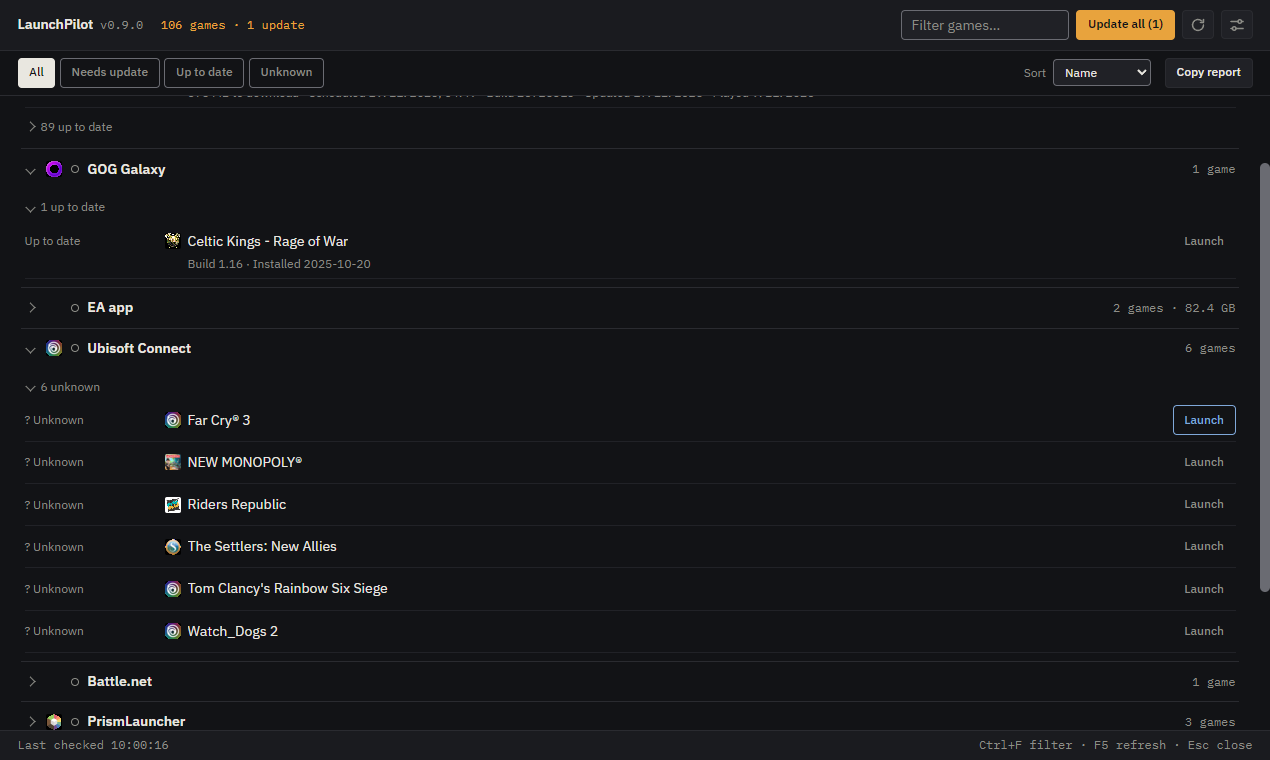 LaunchPilot v0.9.0 106 games · 1 update Filter games... Update all (1)
All Needs update Up to date Unknown Sort Name Copy report
89 up to date
GOG Galaxy 1 game
1 up to date
Up to date Celtic Kings - Rage of War Launch
Build 1.16 · Installed 2025-10-20
EA app 2 games · 82.4 GB
Ubisoft Connect 6 games
6 unknown
? Unknown Far Cry® 3 Launch
? Unknown NEW MONOPOLY® Launch
? Unknown Riders Republic Launch
? Unknown The Settlers: New Allies Launch
? Unknown Tom Clancy's Rainbow Six Siege Launch
? Unknown Watch_Dogs 2 Launch
Battle.net 1 game
PrismLauncher 3 games
Last checked 10:00:16 Ctrl+F filter · F5 refresh · Esc close